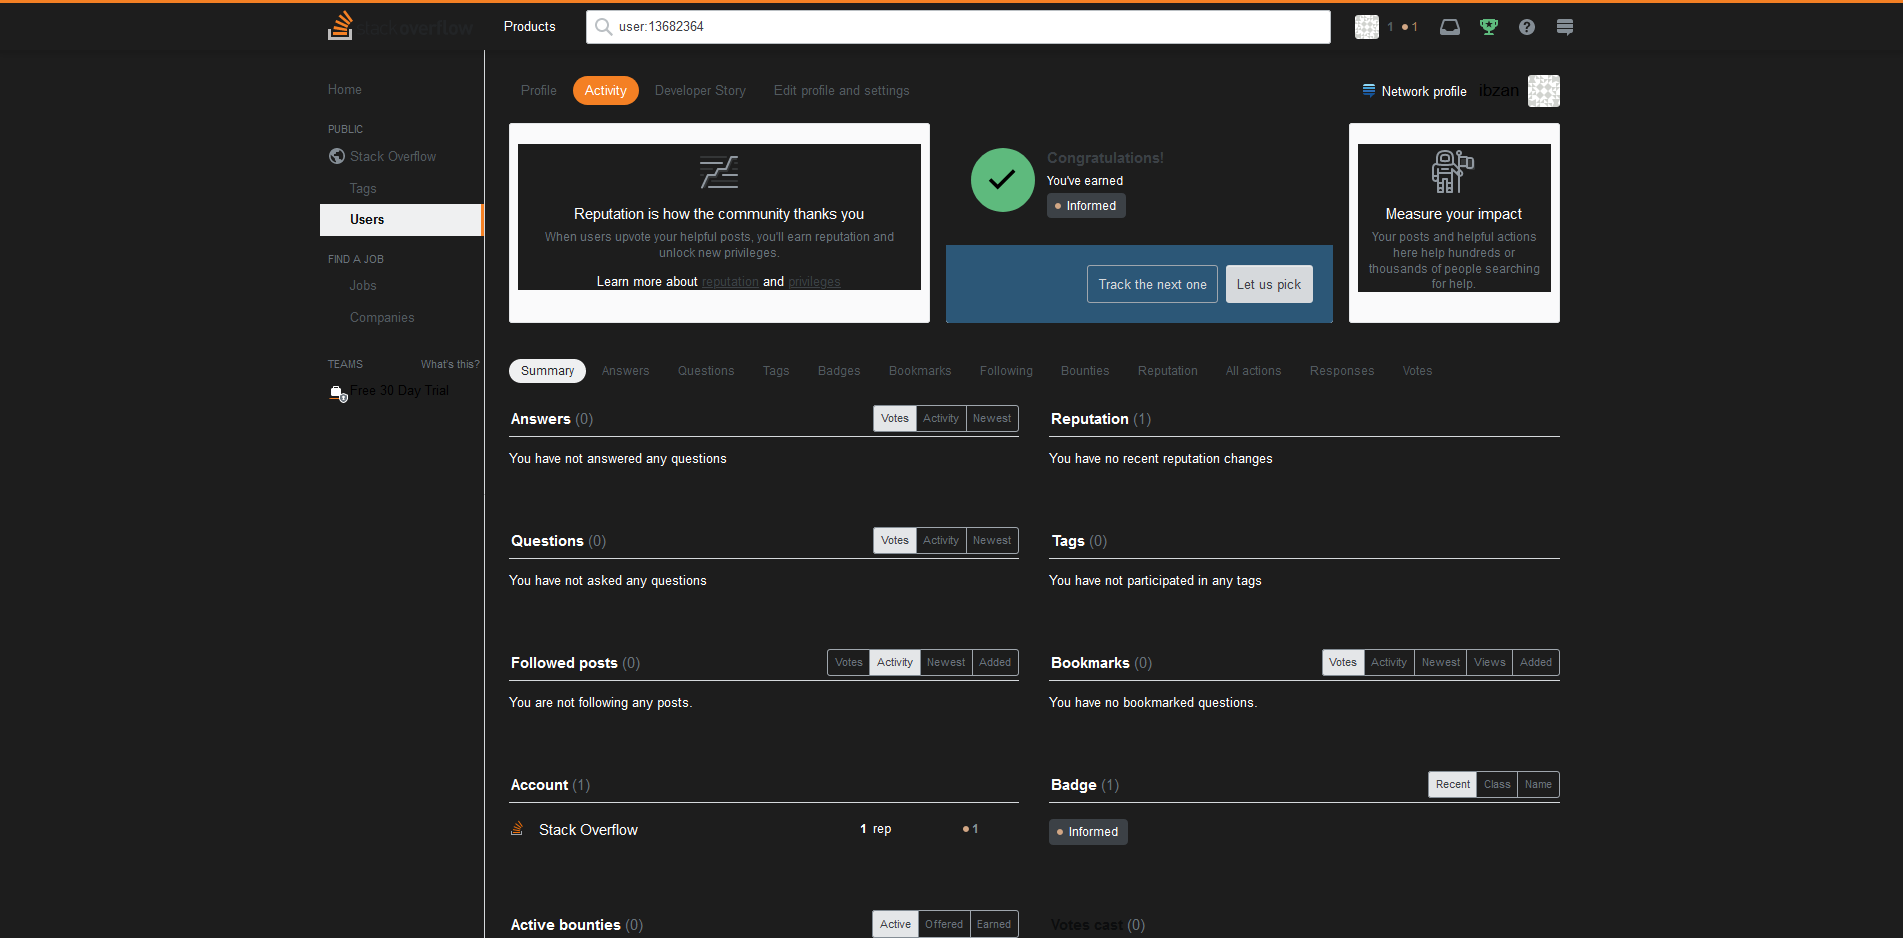 stackoverflow
Products
user:13682364
1 1
Home
PUBLIC
Stack Overflow
Tags
Users
FIND A JOB
Jobs
Companies
TEAMS What's this?
Free 30 Day Trial
Profile Activity Developer Story Edit profile and settings
Network profile ibzan
Reputation is how the community thanks you
When users upvote your helpful posts, you'll earn reputation and
unlock new privileges.
Learn more about reputation and privileges
Congratulations!
You've earned
Informed
Track the next one Let us pick
Measure your impact
Your posts and helpful actions
here help hundreds or
thousands of people searching
for help.
Summary Answers Questions Tags Badges Bookmarks Following Bounties Reputation All actions Responses Votes
Answers (0) Votes Activity Newest
You have not answered any questions
Reputation (1)
You have no recent reputation changes
Questions (0) Votes Activity Newest
You have not asked any questions
Tags (0)
You have not participated in any tags
Followed posts (0) Votes Activity Newest Added
You are not following any posts.
Bookmarks (0) Votes Activity Newest Views Added
You have no bookmarked questions.
Account (1)
Stack Overflow 1 rep 1
Badge (1) Recent Class Name
Informed
Active bounties (0) Active Offered Earned
Votes cast (0)